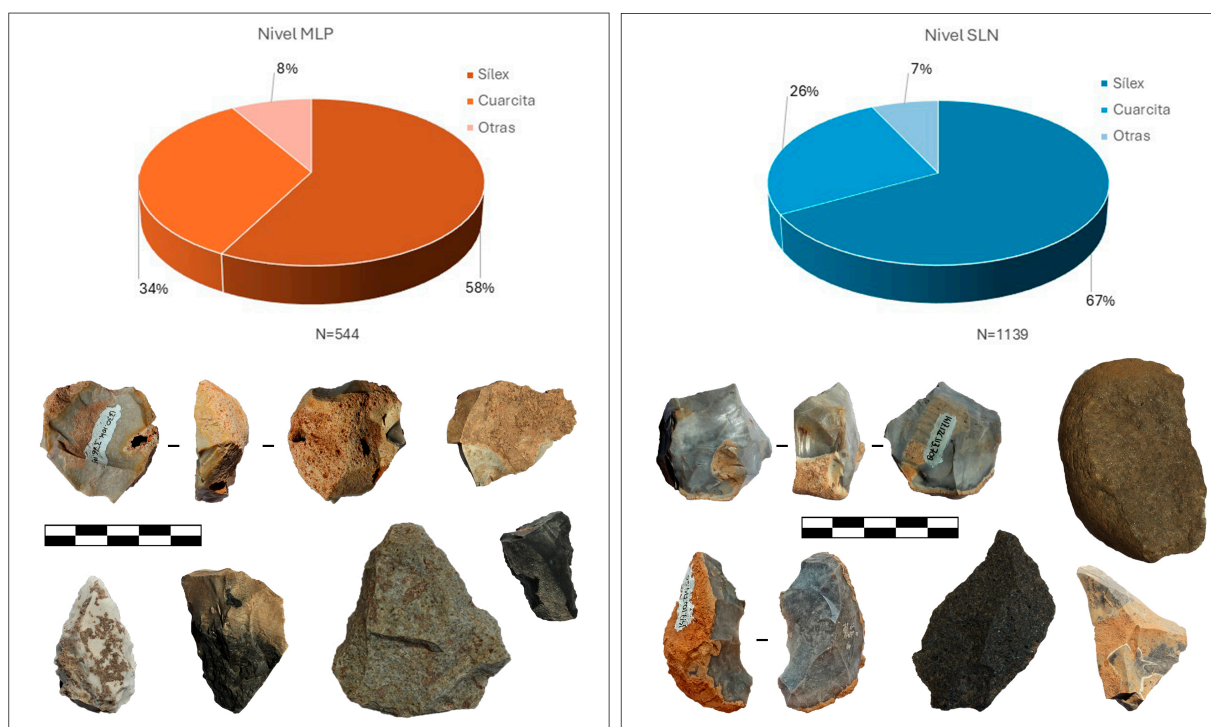 Nivel MLP
8%
Sílex
Cuarcita
Otras
34%
58%
N=544
Nivel SLN
7%
26%
Sílex
Cuarcita
Otras
67%
N=1139